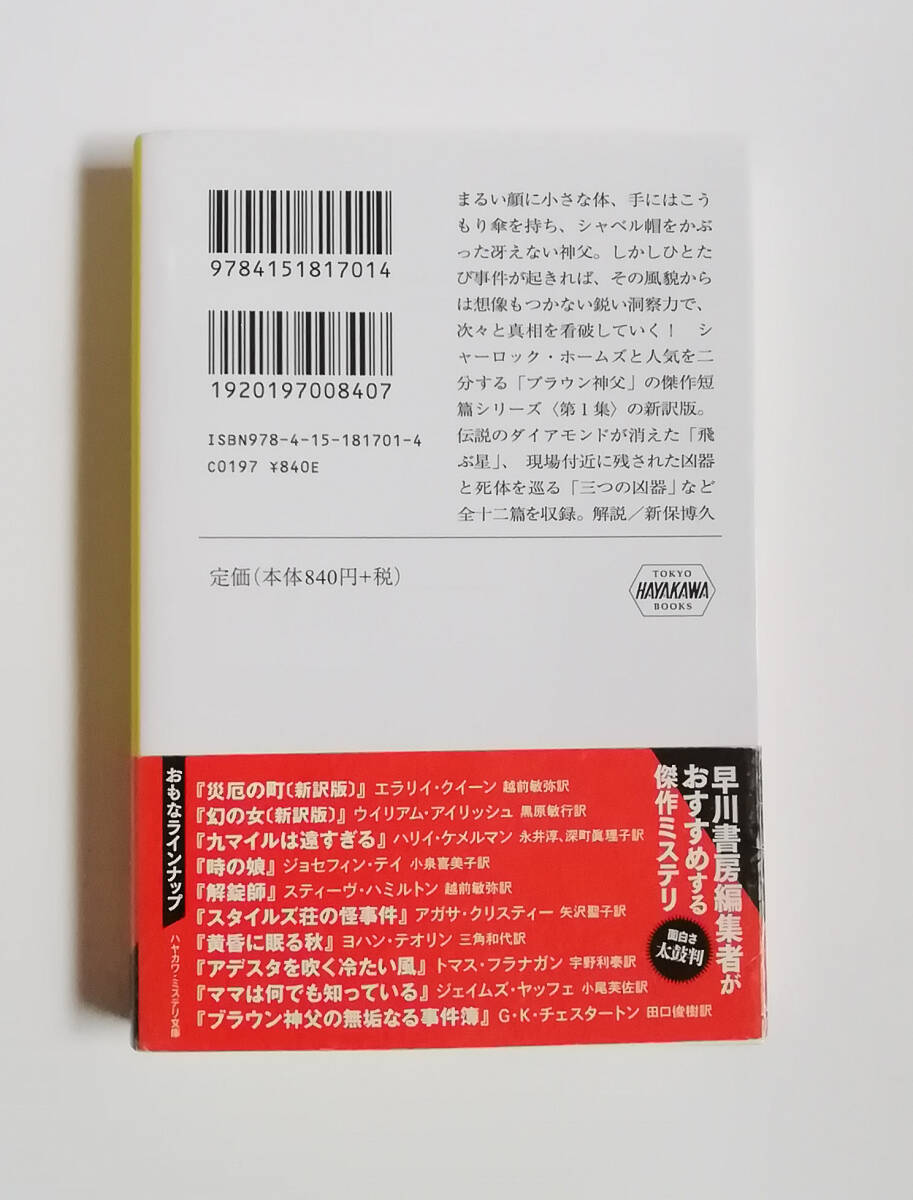 9784151817014
1920197008407
ISBN978-4-15-181701-4
C0197 ¥840E
まるい顔に小さな体、手にはこう
もり傘を持ち、シャベル帽をかぶ
った冴えない神父。しかしひとた
び事件が起きれば、その風貌から
は想像もつかない鋭い洞察力で、
次々と真相を看破していく！　シ
ャーロック・ホームズと人気を二
分する「ブラウン神父」の傑作短
篇シリーズ〈第1集〉の新訳版。
伝説のダイアモンドが消えた「飛
ぶ星」、現場付近に残された凶器
と死体を巡る「三つの凶器」など
全十二篇を収録。解説／新保博久
定価（本体840円+税）
TOKYO
HAYAKAWA
BOOKS
早川書房編集者が
おすすめする
傑作ミステリ
面白さ
太鼓判
おもなラインナップ
ハヤカワ・ミステリ文庫
『災厄の町〔新訳版〕』エラリイ・クイーン 越前敏弥訳
『幻の女〔新訳版〕』ウイリアム・アイリッシュ 黒原敏行訳
『九マイルは遠すぎる』ハリイ・ケメルマン 永井淳、深町眞理子訳
『時の娘』ジョセフィン・テイ 小泉喜美子訳
『解錠師』スティーヴ・ハミルトン 越前敏弥訳
『スタイルズ荘の怪事件』アガサ・クリスティー 矢沢聖子訳
『黄昏に眠る秋』ヨハン・テオリン 三角和代訳
『アデスタを吹く冷たい風』トマス・フラナガン 宇野利泰訳
『ママは何でも知っている』ジェイムズ・ヤッフェ 小尾芙佐訳
『ブラウン神父の無垢なる事件簿』G・K・チェスタートン 田口俊樹訳